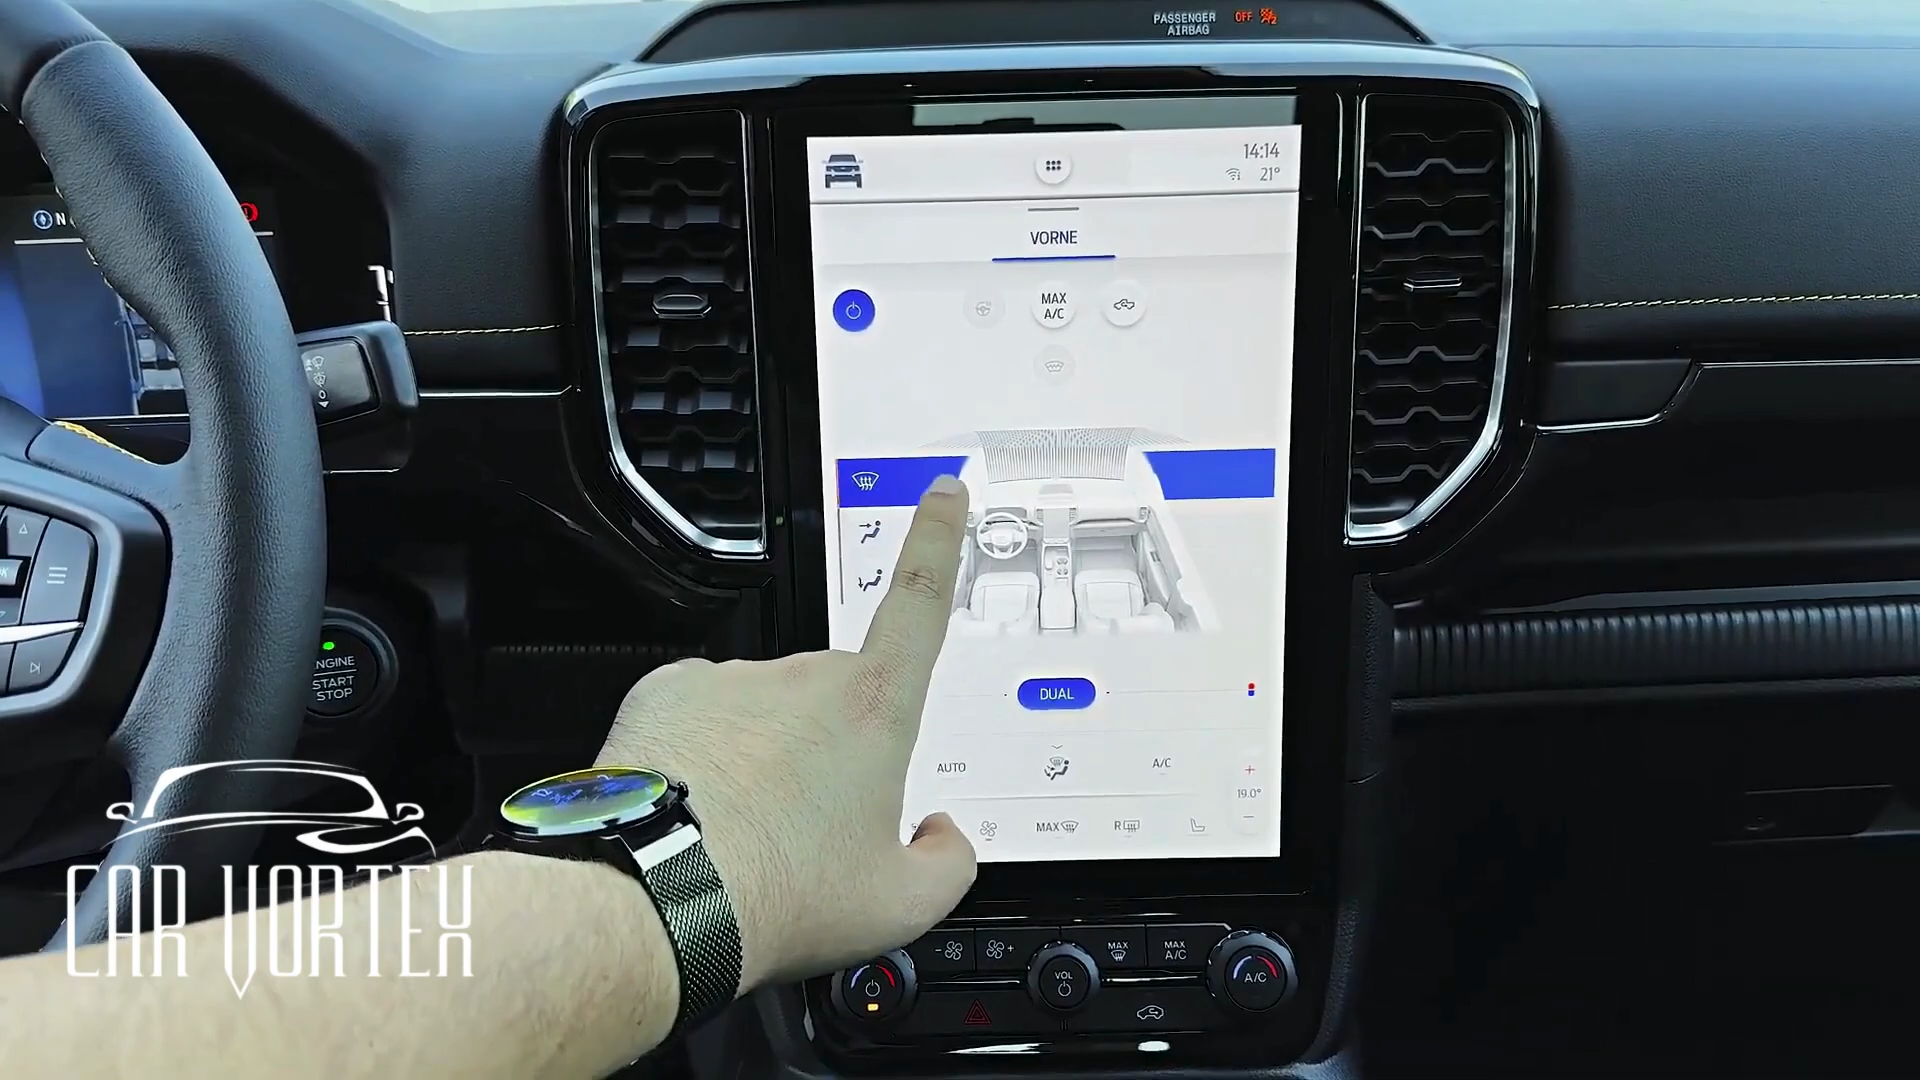 PASSENGER
AIRBAG
OFF
14:14
21°
N
VORNE
MAX
A/C
DUAL
AUTO
A/C
19.0°
MAX
R
ENGINE
START
STOP
CAR VORTEX
MAX
MAX
A/C
VOL
A/C